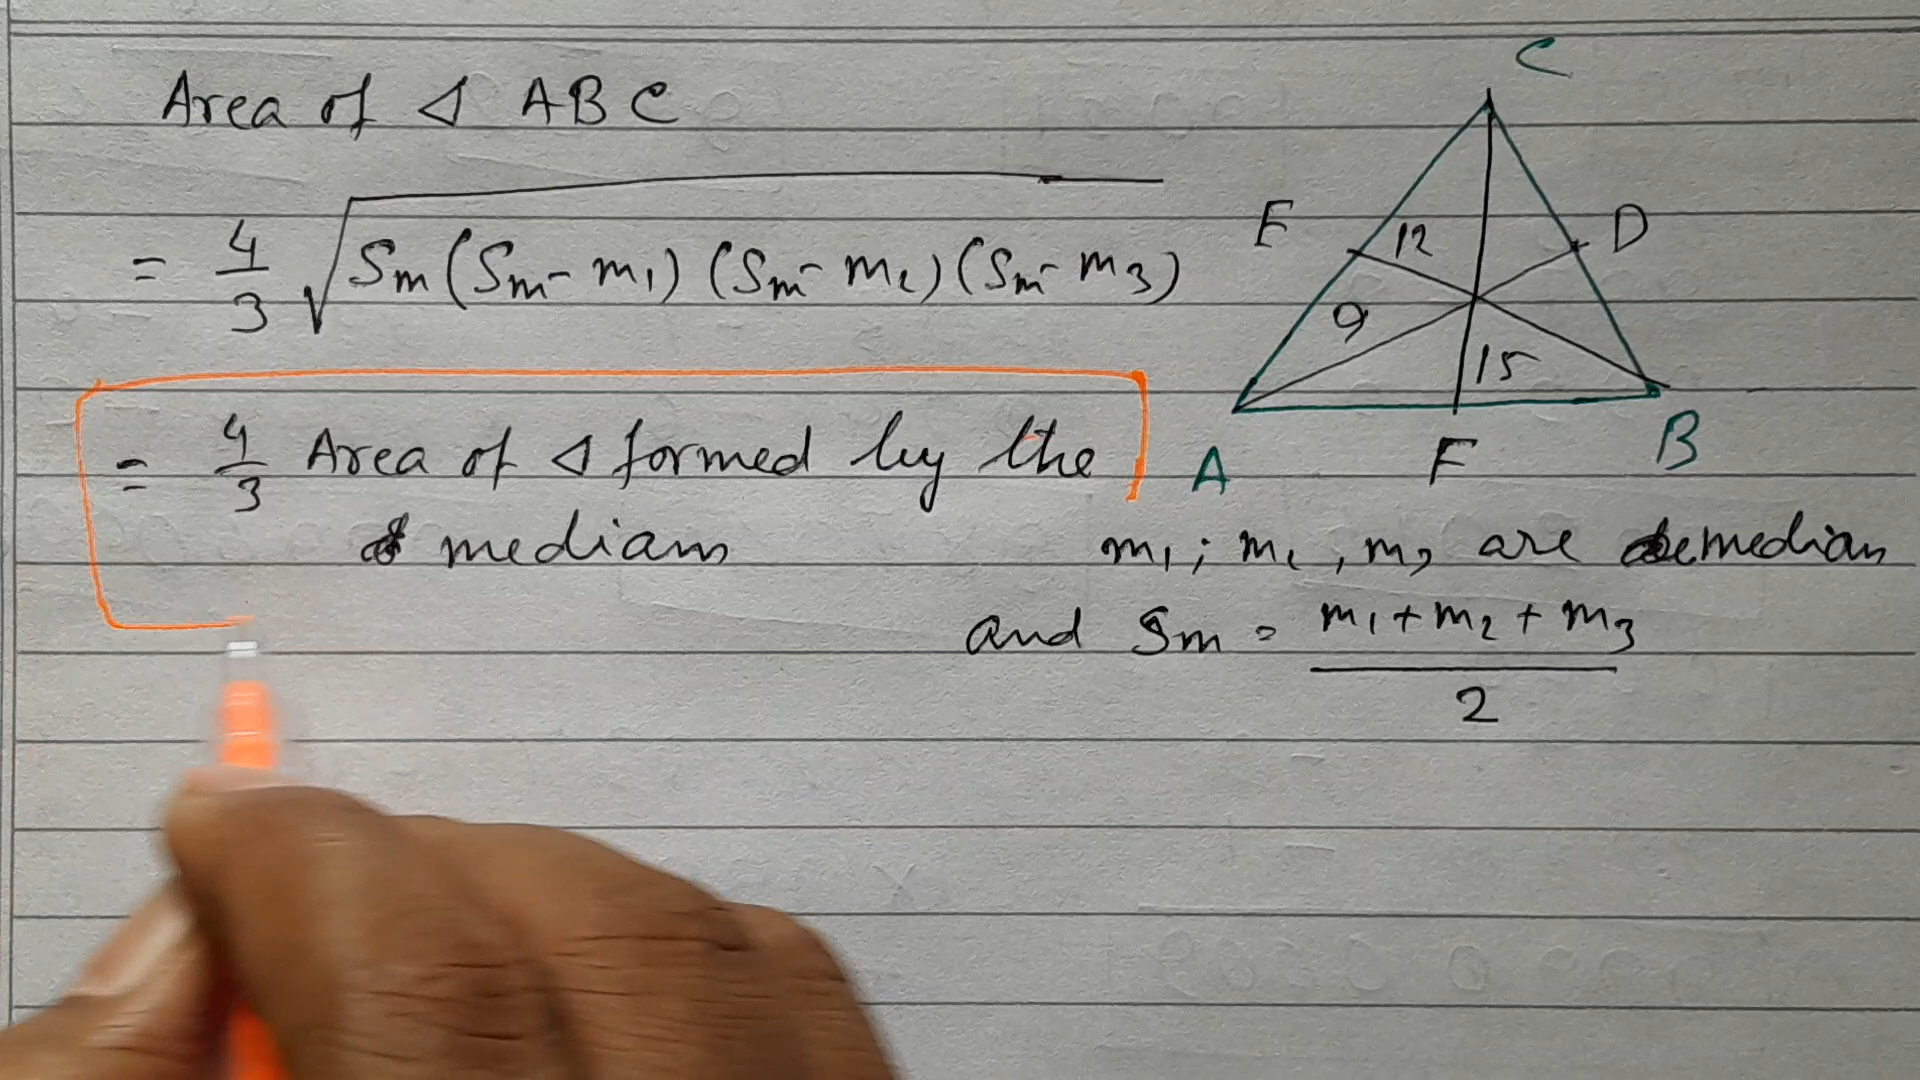 Area of △ ABC
= 4/3 √Sm(Sm - m1)(Sm - m2)(Sm - m3)
= 4/3 Area of △ formed by the
medians
C
E
12
D
9
15
A
F
B
m1; m2, m3 are median
and Sm = m1 + m2 + m3 / 2